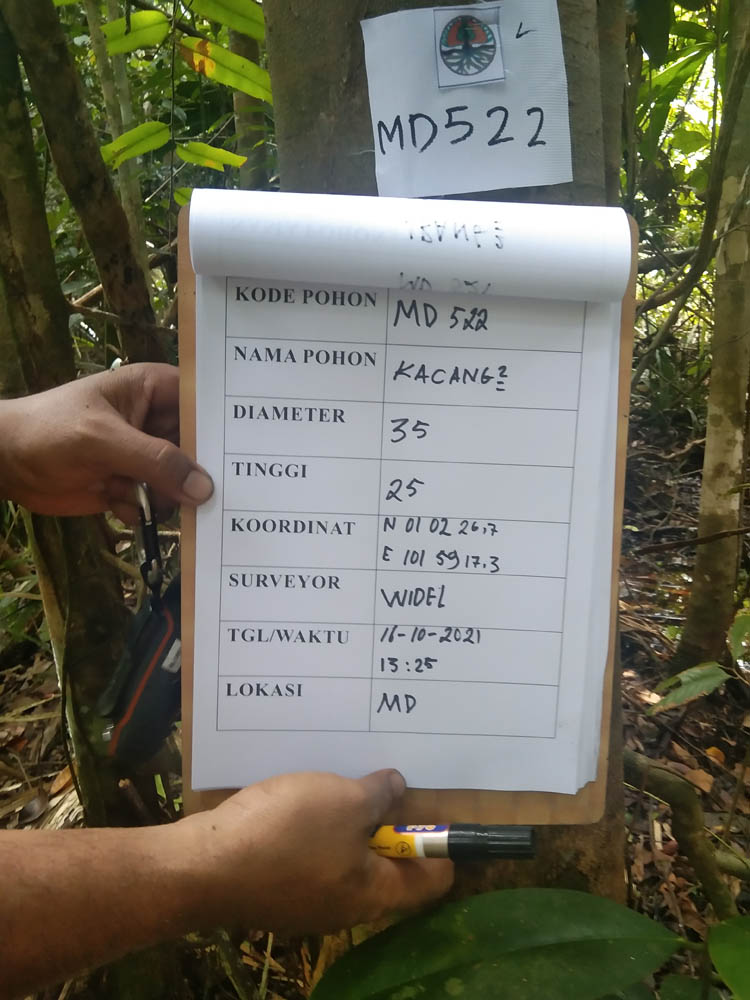 MD522
KODE POHON MD 522
NAMA POHON KACANG2
DIAMETER 35
TINGGI 25
KOORDINAT N 01 02 26,7
E 101 59 17.3
SURVEYOR WIDEL
TGL/WAKTU 16-10-2021
13:25
LOKASI MD